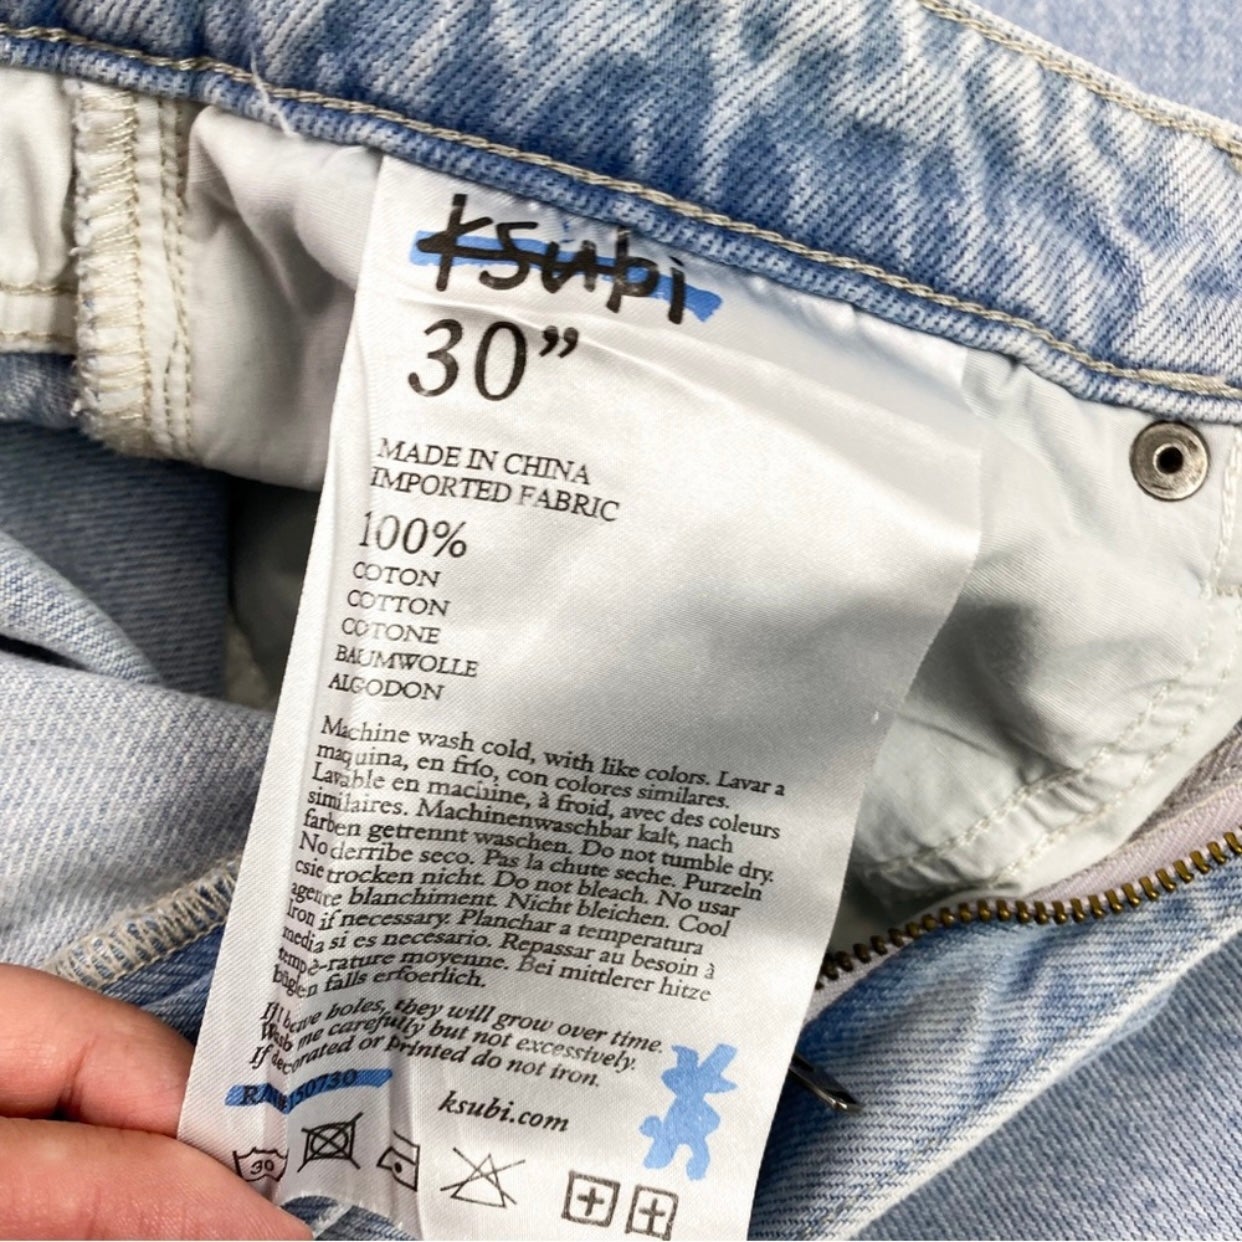 Ksubi
30”
MADE IN CHINA
IMPORTED FABRIC
100%
COTON
COTTON
COTONE
BAUMWOLLE
ALGODON
Machine wash cold, with like colors. Lavar a
maquina, en frío, con colores similares.
Lavable en machine, à froid, avec des coleurs
similaires. Machinenwaschbar kalt, nach
farben getrennt waschen. Do not tumble dry.
No derribe seco. Pas la chute seche. Purzeln
csie trocken nicht. Do not bleach. No usar
agente blanchiment. Nicht bleichen. Cool
Iron if necessary. Planchar a temperatura
media si es necesario. Repassar au besoin à
tempè-rature moyenne. Bei mittlerer hitze
büglen falls erfoerlich.
If I have holes, they will grow over time.
Wash me carefully but not excessively.
If decorated or printed do not iron.
150730
ksubi.com
30